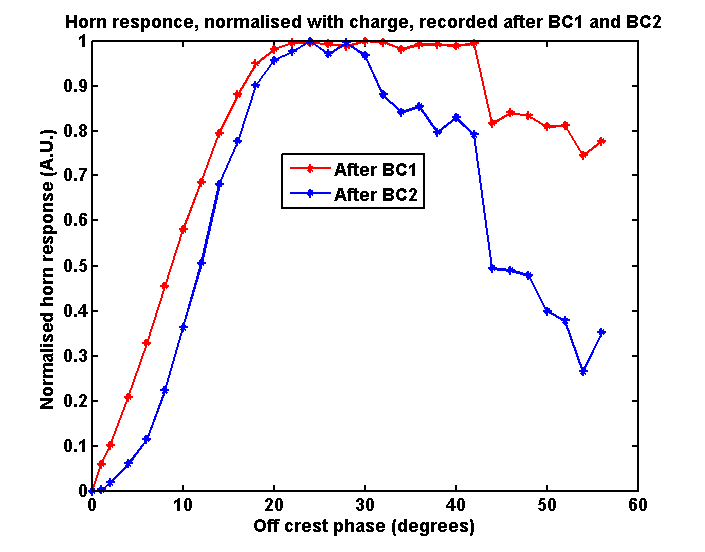 Horn responce, normalised with charge, recorded after BC1 and BC2
Normalised horn response (A.U.)
1
0.9
0.8
0.7
0.6
0.5
0.4
0.3
0.2
0.1
0
After BC1
After BC2
0 10 20 30 40 50 60
Off crest phase (degrees)